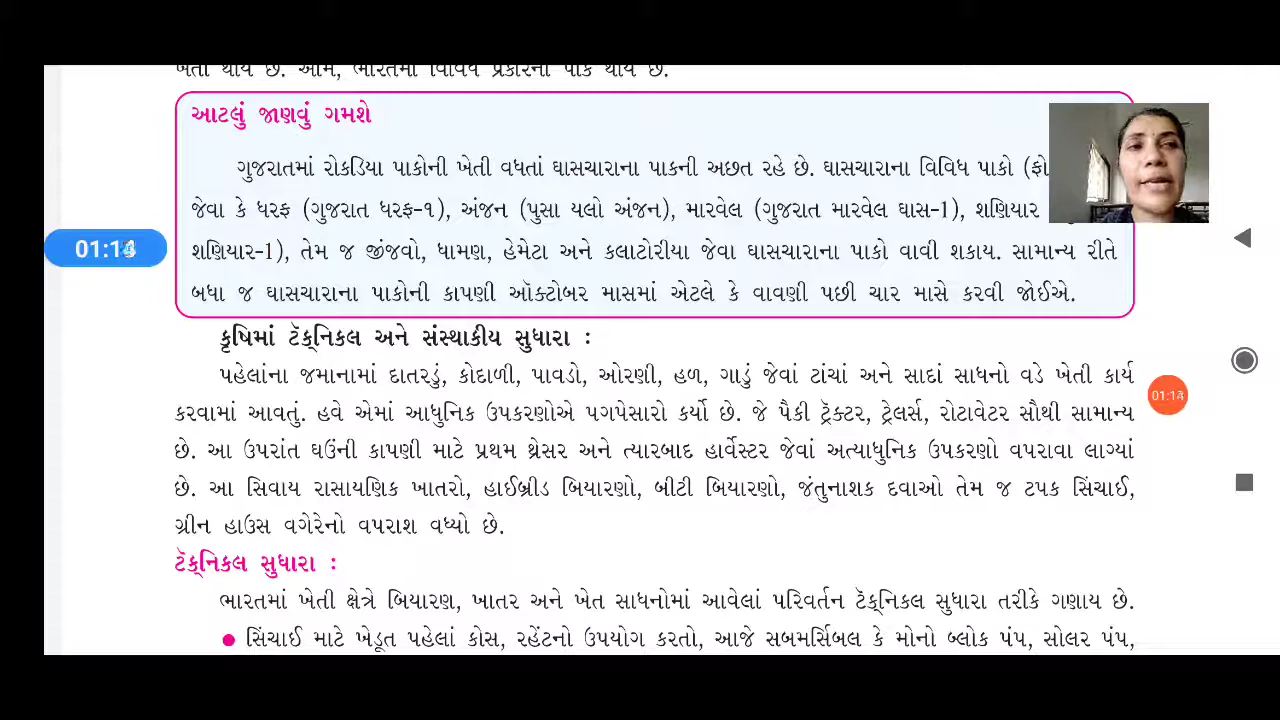 ખેતી થાય છે. આમ, ભારતમાં વિવિધ પ્રકારના પાક થાય છે.
આટલું જાણવું ગમશે
ગુજરાતમાં રોકડિયા પાકોની ખેતી વધતાં ઘાસચારાના પાકની અછત રહે છે. ઘાસચારાના વિવિધ પાકો
જેવા કે ધરફ (ગુજરાત ધરફ-૧), અંજન (પુસા યલો અંજન), મારવેલ (ગુજરાત મારવેલ ઘાસ-1), શણિયાર
01:14
શણિયાર-1), તેમ જ જીંજવો, ધામણ, હેમેટા અને કલાટોરીયા જેવા ઘાસચારાના પાકો વાવી શકાય. સામાન્ય રીતે
બધા જ ઘાસચારાના પાકોની કાપણી ઑક્ટોબર માસમાં એટલે કે વાવણી પછી ચાર માસે કરવી જોઈએ.
કૃષિમાં ટૅક્નિકલ અને સંસ્થાકીય સુધારા :
પહેલાંના જમાનામાં દાતરડું, કોદાળી, પાવડો, ઓરણી, હળ, ગાડું જેવાં ટાંચાં અને સાદાં સાધનો વડે ખેતી કાર્ય
01:14
કરવામાં આવતું. હવે એમાં આધુનિક ઉપકરણોએ પગપેસારો કર્યો છે. જે પૈકી ટ્રૅક્ટર, ટ્રેલર્સ, રોટાવેટર સૌથી સામાન્ય
છે. આ ઉપરાંત ઘઉંની કાપણી માટે પ્રથમ થ્રેસર અને ત્યારબાદ હાર્વેસ્ટર જેવાં અત્યાધુનિક ઉપકરણો વપરાવા લાગ્યાં
છે. આ સિવાય રાસાયણિક ખાતરો, હાઈબ્રીડ બિયારણો, બીટી બિયારણો, જંતુનાશક દવાઓ તેમ જ ટપક સિંચાઈ,
ગ્રીન હાઉસ વગેરેનો વપરાશ વધ્યો છે.
ટૅક્નિકલ સુધારા :
ભારતમાં ખેતી ક્ષેત્રે બિયારણ, ખાતર અને ખેત સાધનોમાં આવેલાં પરિવર્તન ટૅક્નિકલ સુધારા તરીકે ગણાય છે.
● સિંચાઈ માટે ખેડૂત પહેલાં કોસ, રહેંટનો ઉપયોગ કરતો, આજે સબમર્સિબલ કે મોનો બ્લોક પંપ, સોલર પંપ,